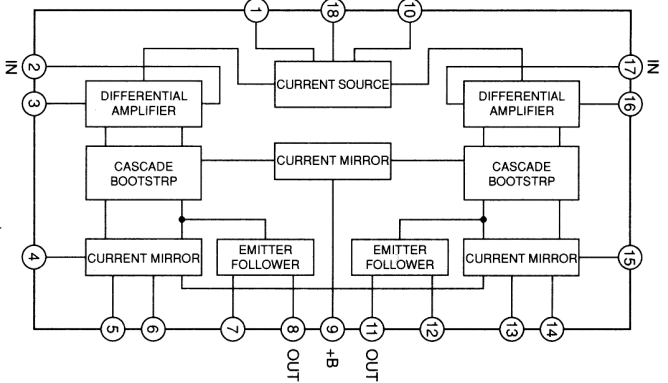 1 18 10
IN 2 17 IN
CURRENT SOURCE
3 DIFFERENTIAL
AMPLIFIER
DIFFERENTIAL
AMPLIFIER 16
CASCADE
BOOTSTRP
CURRENT MIRROR
CASCADE
BOOTSTRP
4 CURRENT MIRROR
EMITTER
FOLLOWER
EMITTER
FOLLOWER
CURRENT MIRROR 15
5 6 7 8 9 11 12 13 14
OUT +B OUT